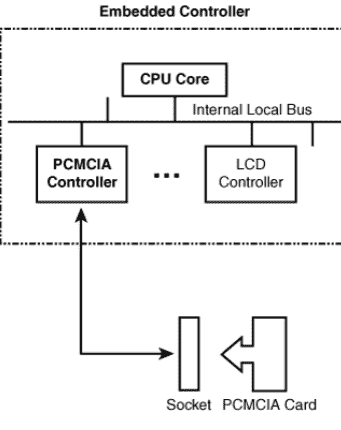 Embedded Controller
CPU Core
Internal Local Bus
PCMCIA
Controller
...
LCD
Controller
Socket
PCMCIA Card